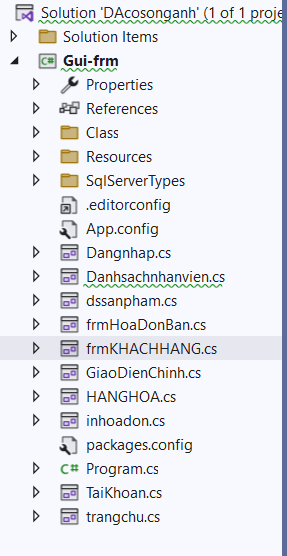 Solution 'DAcosonganh' (1 of 1 proje
Solution Items
C# Gui-frm
Properties
References
Class
Resources
SqlServerTypes
.editorconfig
App.config
Dangnhap.cs
Danhsachnhanvien.cs
dssanpham.cs
frmHoaDonBan.cs
frmKHACHHANG.cs
GiaoDienChinh.cs
HANGHOA.cs
inhoadon.cs
packages.config
C# Program.cs
TaiKhoan.cs
trangchu.cs